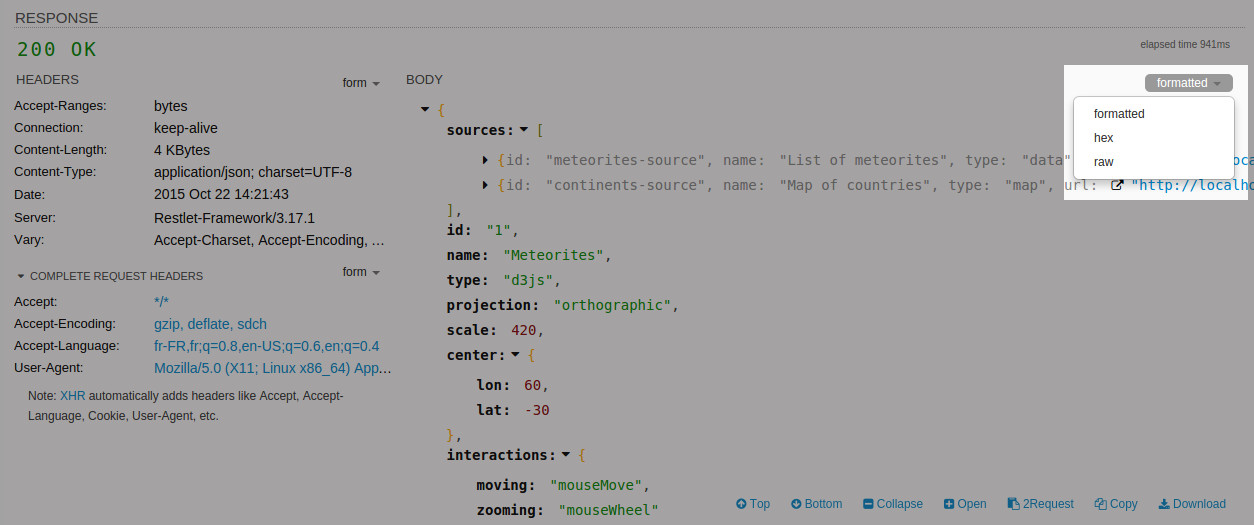 RESPONSE
200 OK
elapsed time 941ms
HEADERS
form
Accept-Ranges: bytes
Connection: keep-alive
Content-Length: 4 KBytes
Content-Type: application/json; charset=UTF-8
Date: 2015 Oct 22 14:21:43
Server: Restlet-Framework/3.17.1
Vary: Accept-Charset, Accept-Encoding, ...
COMPLETE REQUEST HEADERS
form
Accept: */*
Accept-Encoding: gzip, deflate, sdch
Accept-Language: fr-FR,fr;q=0.8,en-US;q=0.6,en;q=0.4
User-Agent: Mozilla/5.0 (X11; Linux x86_64) App...
Note: XHR automatically adds headers like Accept, Accept-
Language, Cookie, User-Agent, etc.
BODY
formatted
formatted
hex
raw
{
sources: [
{id: "meteorites-source", name: "List of meteorites", type: "data"
{id: "continents-source", name: "Map of countries", type: "map", url: "http://localho
],
id: "1",
name: "Meteorites",
type: "d3js",
projection: "orthographic",
scale: 420,
center: {
lon: 60,
lat: -30
},
interactions: {
moving: "mouseMove",
zooming: "mouseWheel"
Top Bottom Collapse Open 2Request Copy Download